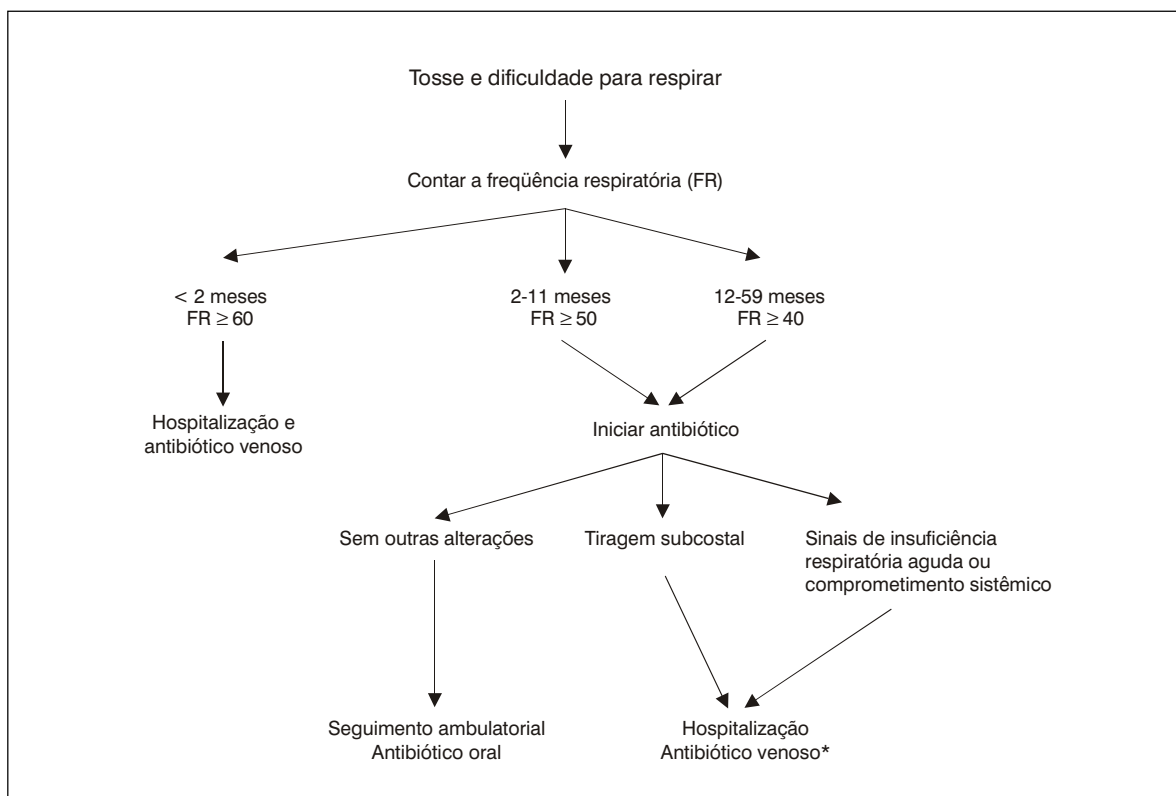 Tosse e dificuldade para respirar
Contar a freqüência respiratória (FR)
< 2 meses
FR ≥ 60
2-11 meses
FR ≥ 50
12-59 meses
FR ≥ 40
Hospitalização e
antibiótico venoso
Iniciar antibiótico
Sem outras alterações
Tiragem subcostal
Sinais de insuficiência
respiratória aguda ou
comprometimento sistêmico
Seguimento ambulatorial
Antibiótico oral
Hospitalização
Antibiótico venoso*